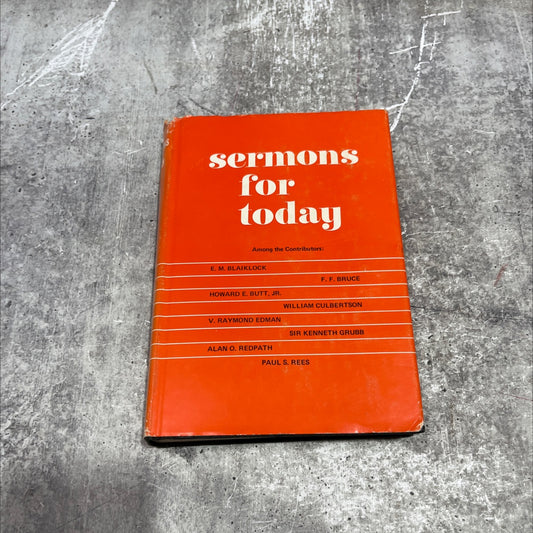 sermons
for
today
Among the Contributors:
E. M. BLAIKLOCK
F. F. BRUCE
HOWARD E. BUTT, JR.
WILLIAM CULBERTSON
V. RAYMOND EDMAN
SIR KENNETH GRUBB
ALAN O. REDPATH
PAUL S. REES